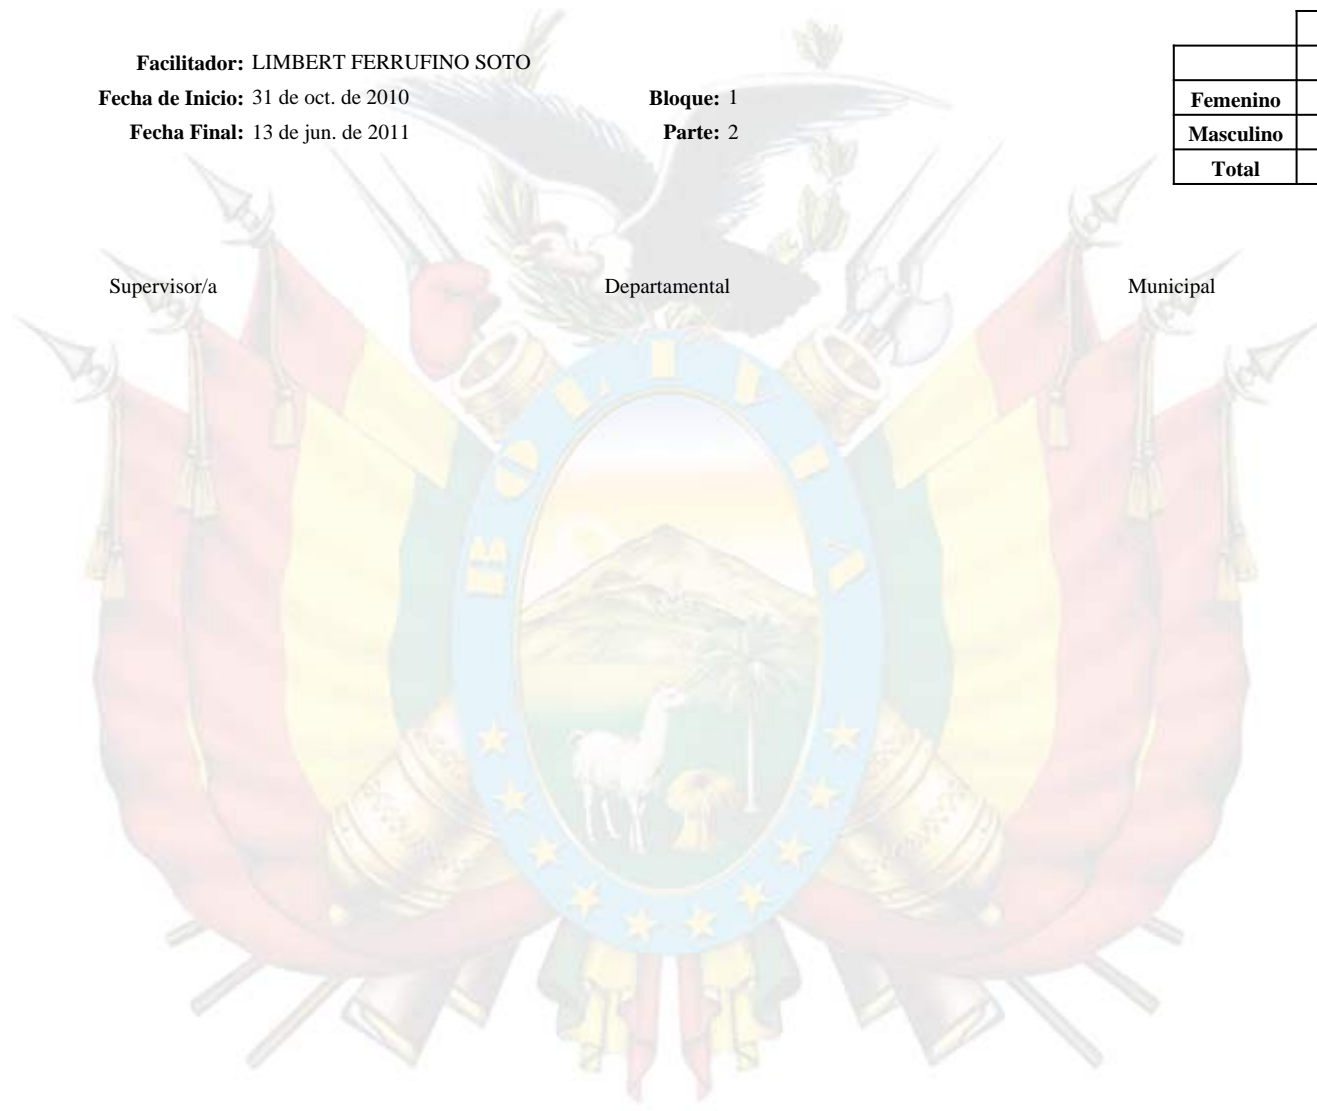 Facilitador: LIMBERT FERRUFINO SOTO
Fecha de Inicio: 31 de oct. de 2010 Bloque: 1
Fecha Final: 13 de jun. de 2011 Parte: 2
Femenino
Masculino
Total
Supervisor/a Departamental Municipal
BOLIVIA